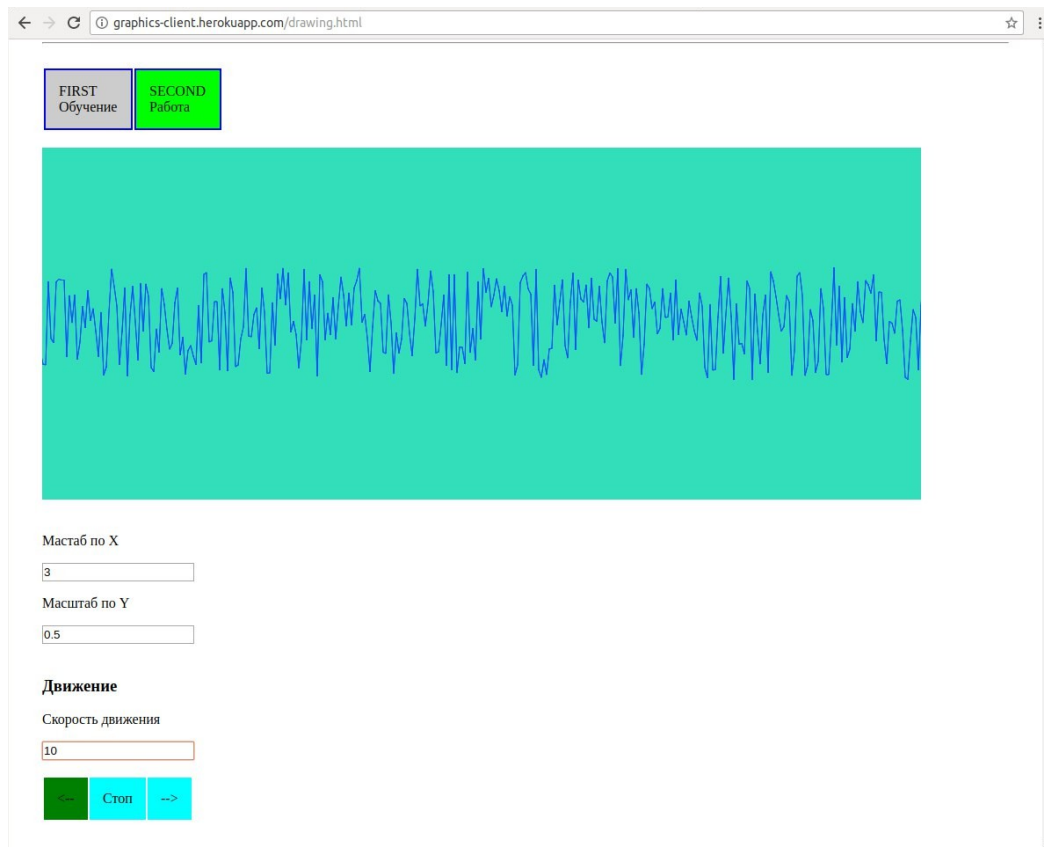 graphics-client.herokuapp.com/drawing.html
FIRST
Обучение
SECOND
Работа
Мастаб по X
3
Масштаб по Y
0.5
Движение
Скорость движения
10
<-- Стоп -->